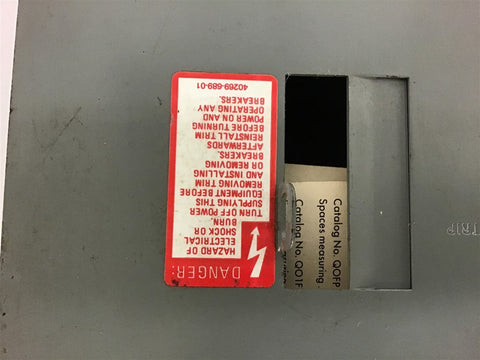 DANGER:
HAZARD OF
ELECTRICAL
SHOCK OR
BURN.
TURN OFF POWER
SUPPLYING THIS
EQUIPMENT BEFORE
REMOVING TRIM
AND INSTALLING
OR REMOVING
BREAKERS.
AFTERWARDS
REINSTALL TRIM
BEFORE TURNING
POWER ON AND
OPERATING ANY
BREAKERS.
40269-689-01
Catalog No. QO1F
Spaces measuring
Catalog No. QOFP
TRIP